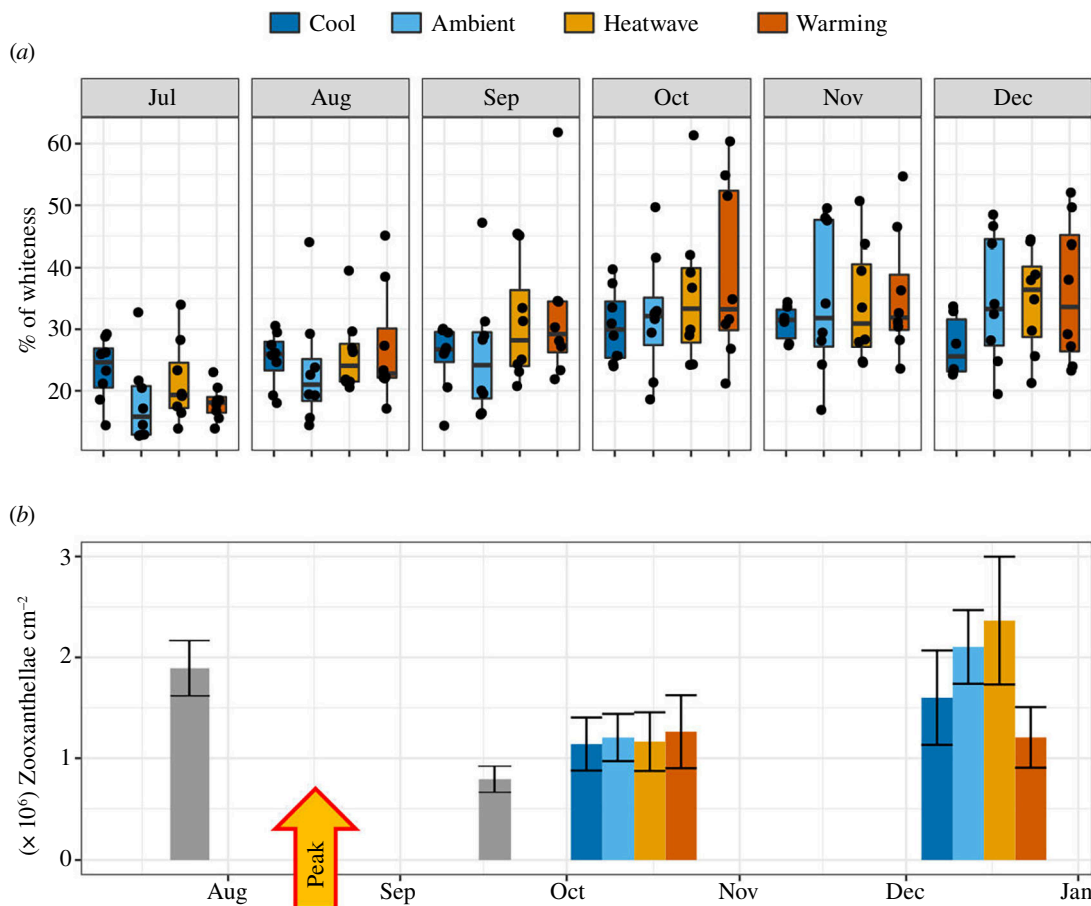 Cool Ambient Heatwave Warming
(a)
Jul Aug Sep Oct Nov Dec
% of whiteness
60
50
40
30
20
(b)
(× 10⁶) Zooxanthellae cm⁻²
3
2
1
0
Peak
Aug Sep Oct Nov Dec Jan